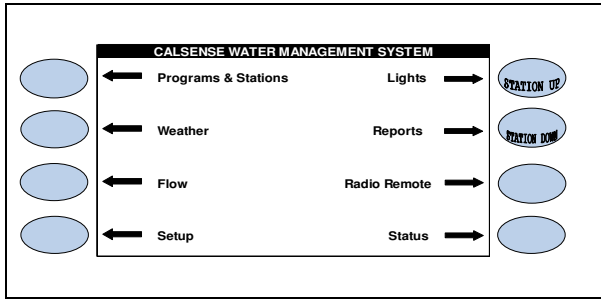 CALSENSE WATER MANAGEMENT SYSTEM
Programs & Stations
Lights
STATION UP
Weather
Reports
STATION DOWN
Flow
Radio Remote
Setup
Status